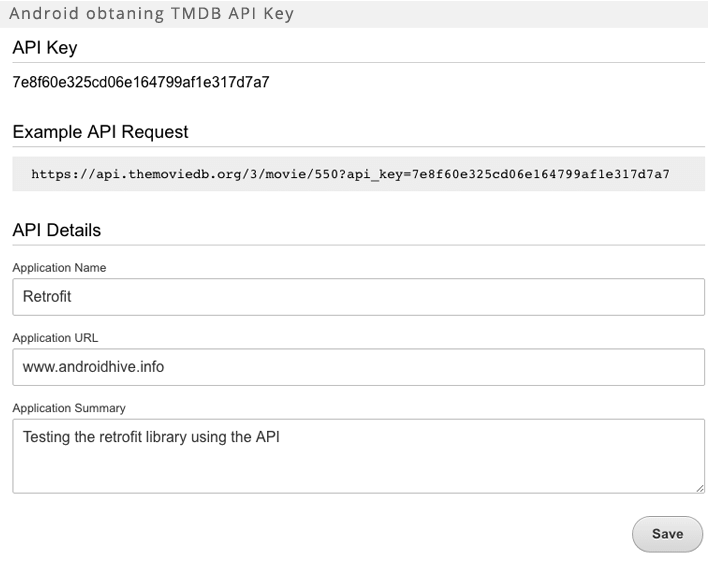 Android obtaning TMDB API Key
API Key
7e8f60e325cd06e164799af1e317d7a7
Example API Request
https://api.themoviedb.org/3/movie/550?api_key=7e8f60e325cd06e164799af1e317d7a7
API Details
Application Name
Retrofit
Application URL
www.androidhive.info
Application Summary
Testing the retrofit library using the API
Save